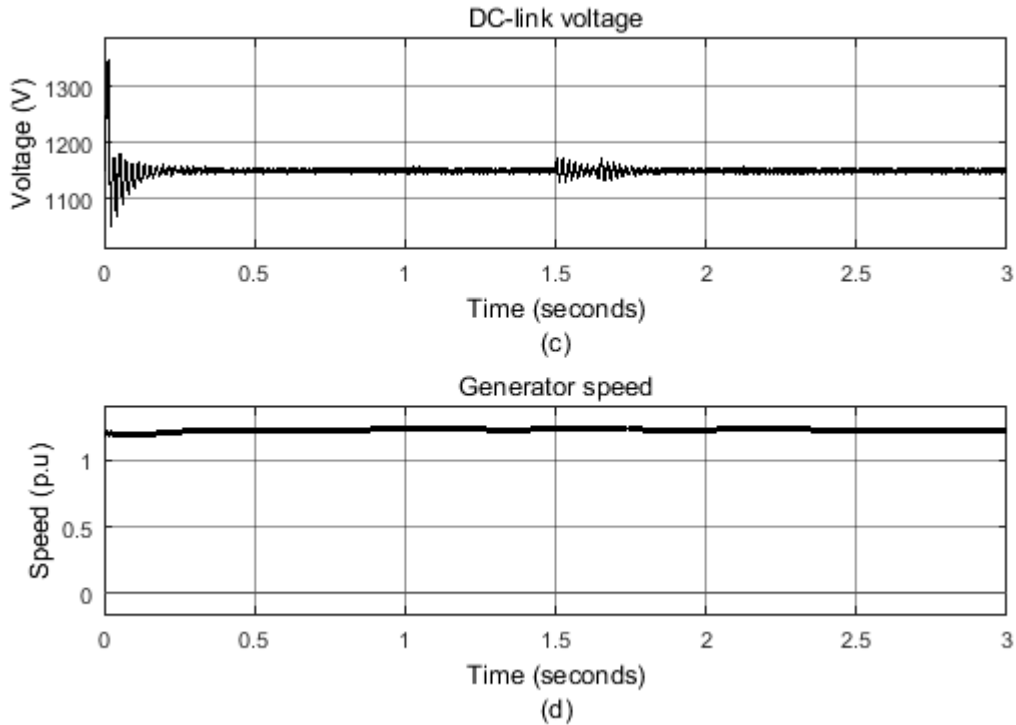 DC-link voltage
Voltage (V)
1300
1200
1100
0 0.5 1 1.5 2 2.5 3
Time (seconds)
(c)
Generator speed
Speed (p.u)
1
0.5
0
0 0.5 1 1.5 2 2.5 3
Time (seconds)
(d)